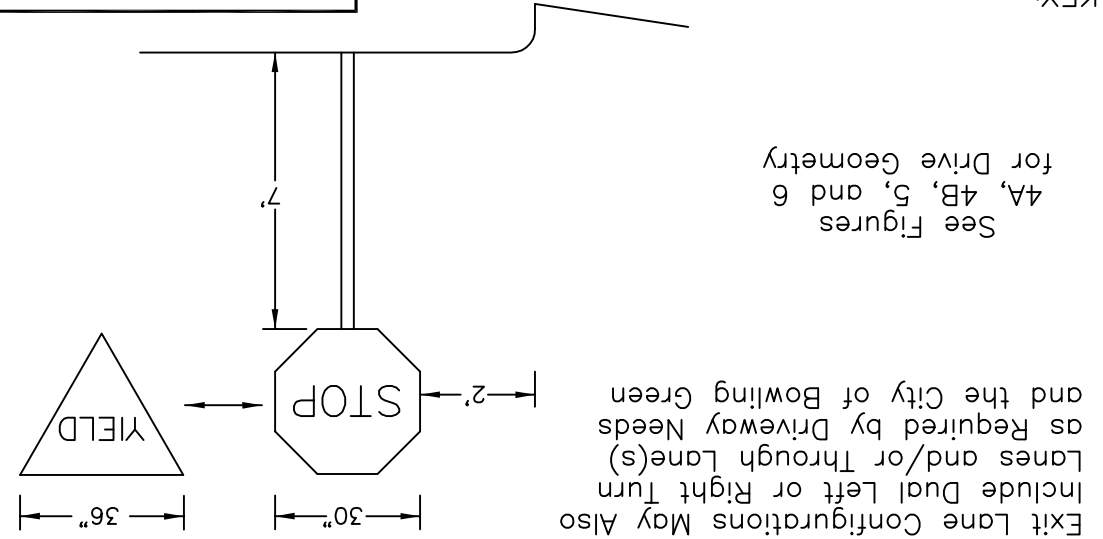 Exit Lane Configurations May Also
Include Dual Left or Right Turn
Lanes and/or Through Lane(s)
as Required by Driveway Needs
and the City of Bowling Green
30"
36"
2'
STOP
YIELD
7'
See Figures
4A, 4B, 5, and 6
for Drive Geometry
KEY: